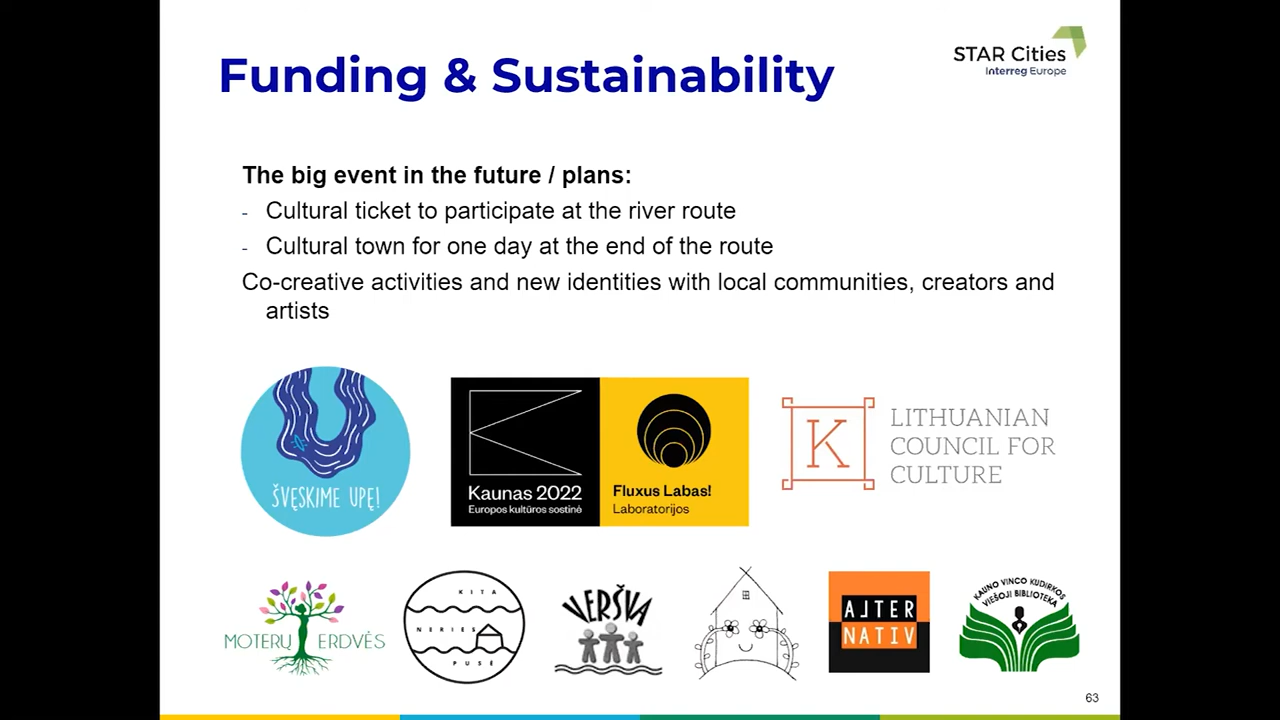 Funding & Sustainability
STAR Cities
Interreg Europe
The big event in the future / plans:
- Cultural ticket to participate at the river route
- Cultural town for one day at the end of the route
Co-creative activities and new identities with local communities, creators and
artists
ŠVĘSKIME UPĘ!
Kaunas 2022
Europos kultūros sostinė
Fluxus Labas!
Laboratorijos
K
LITHUANIAN
COUNCIL FOR
CULTURE
MOTERŲ ERDVĖS
KITA
NERIES
PUSĖ
VERŠVA
ALTER
NATIV
KAUNO VINCO KUDIRKOS
VIEŠOJI BIBLIOTEKA
63